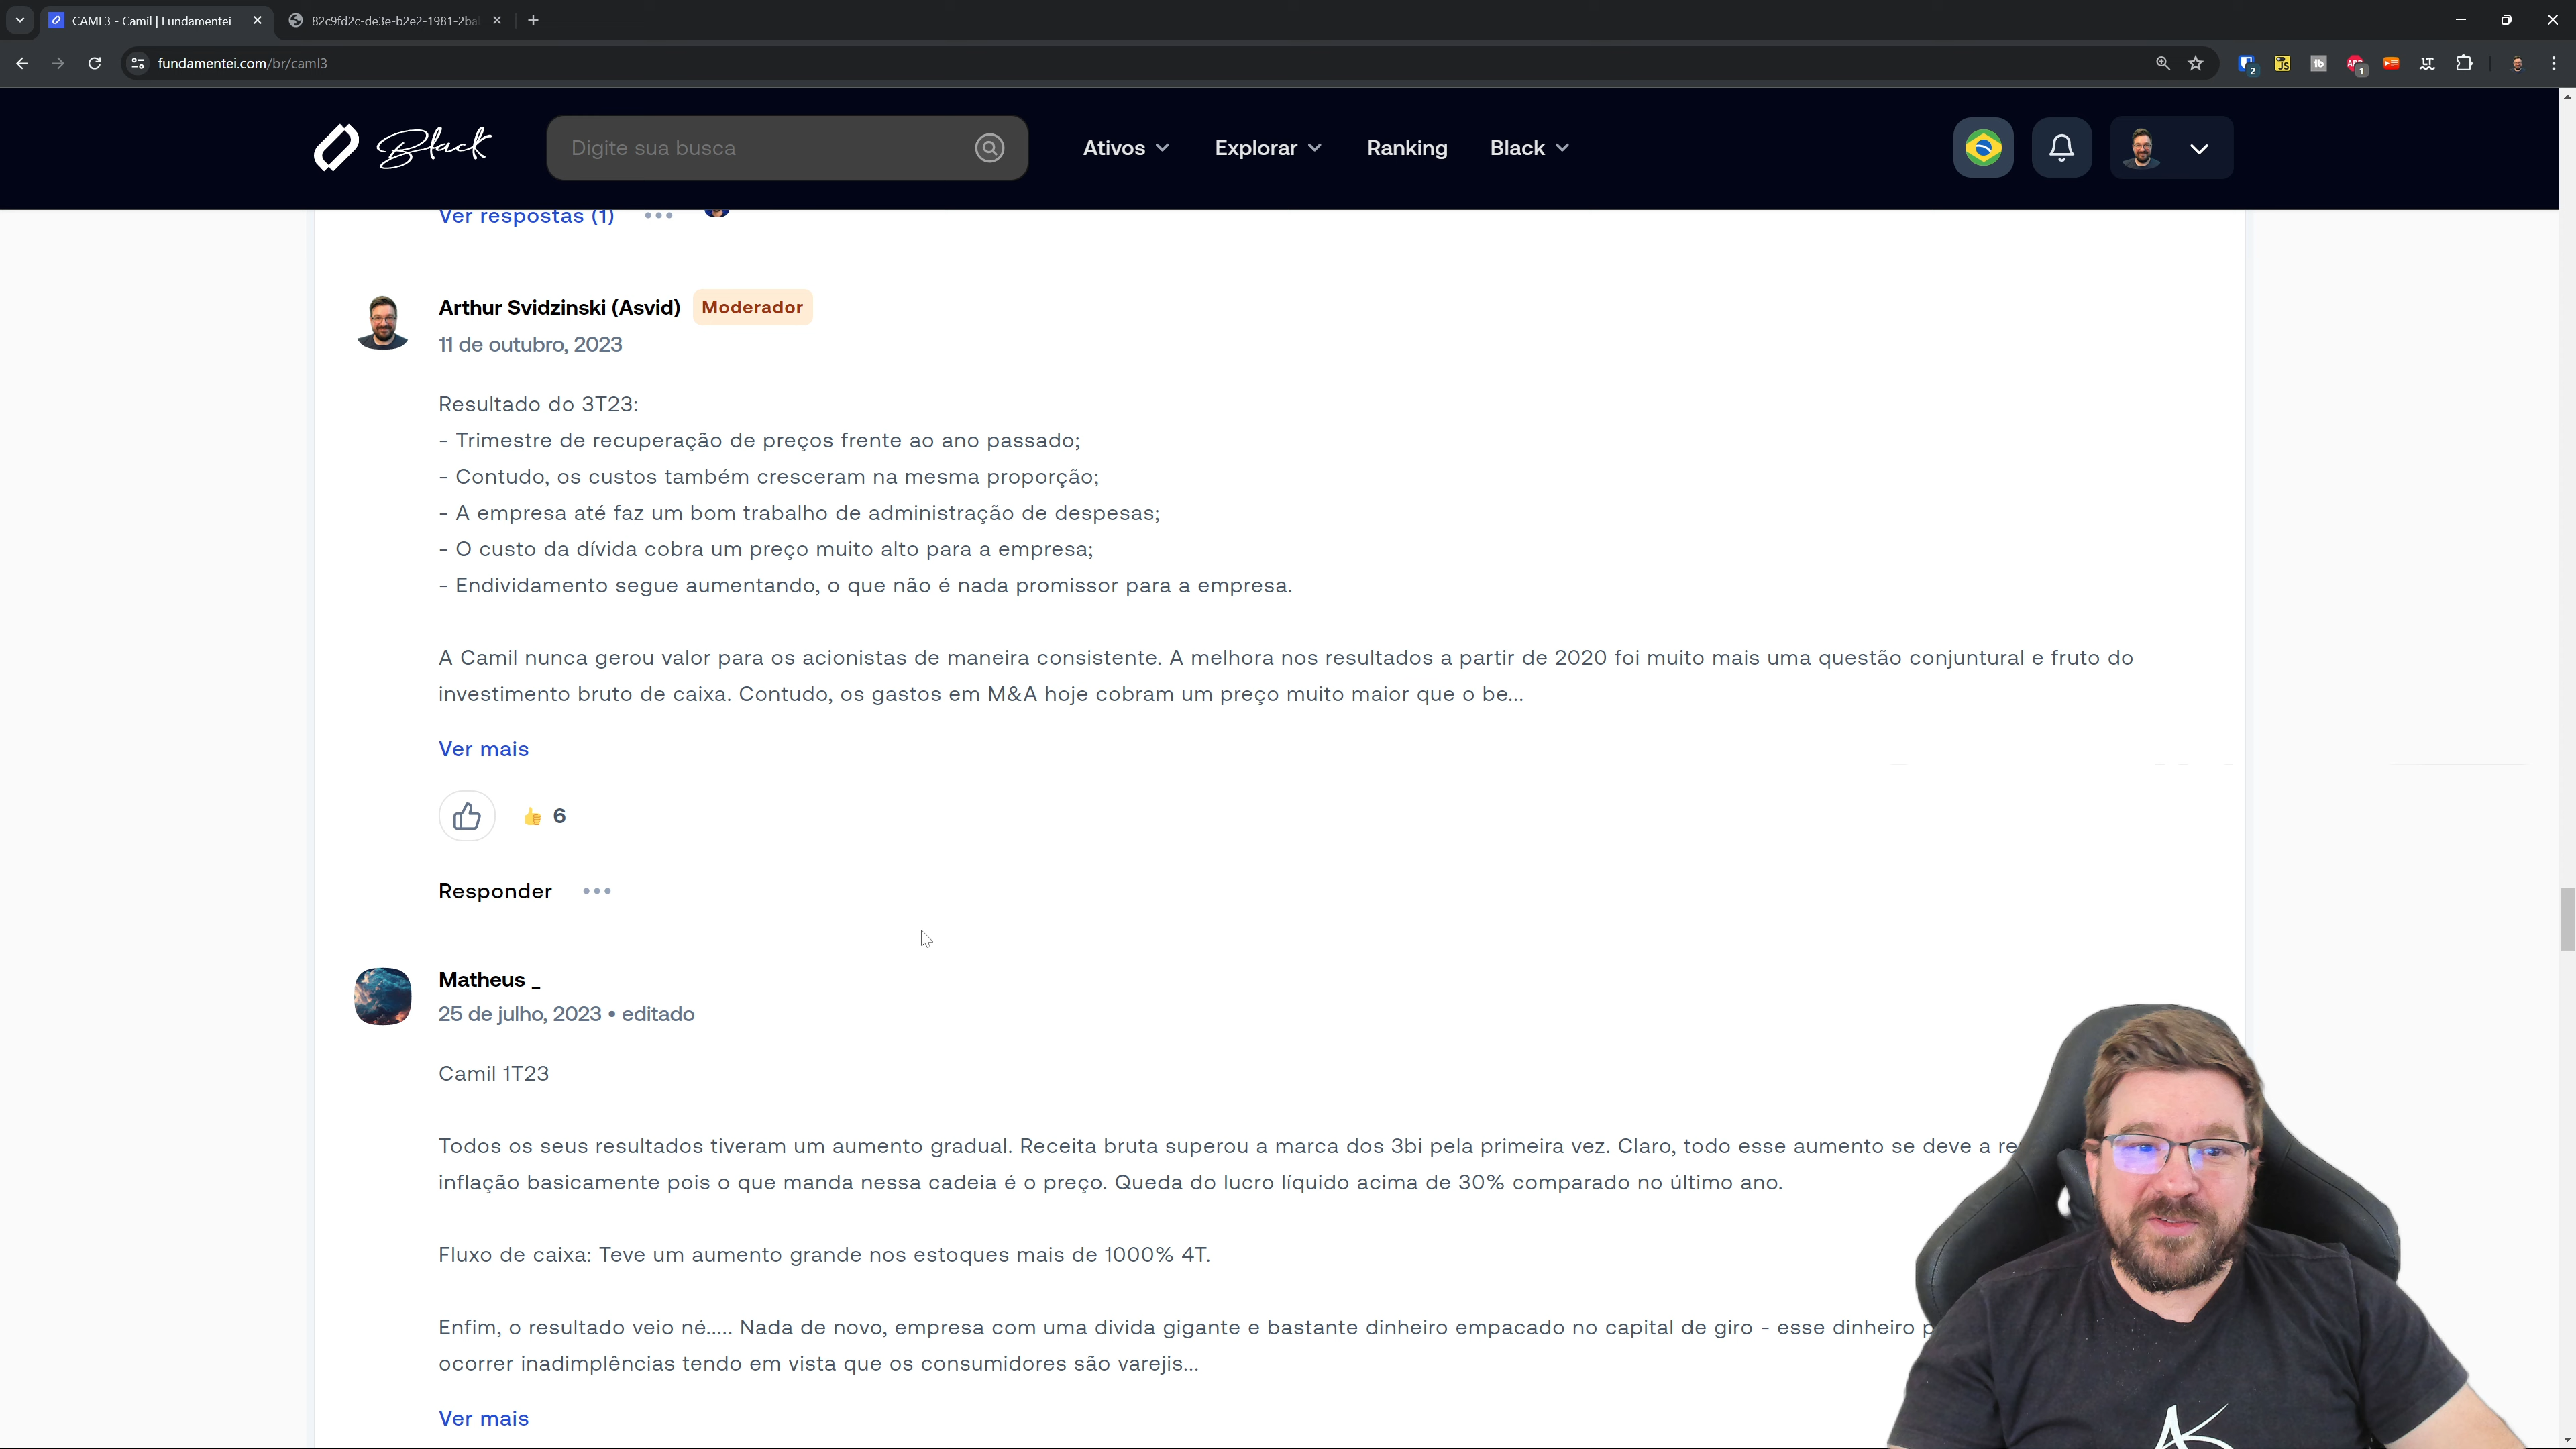 CAML3 - Camil | Fundamentei
82c9fd2c-de3e-b2e2-1981-2ba
fundamentei.com/br/caml3
Black
Digite sua busca
Ativos
Explorar
Ranking
Black
Ver respostas (1)
Arthur Svidzinski (Asvid) Moderador
11 de outubro, 2023
Resultado do 3T23:
- Trimestre de recuperação de preços frente ao ano passado;
- Contudo, os custos também cresceram na mesma proporção;
- A empresa até faz um bom trabalho de administração de despesas;
- O custo da dívida cobra um preço muito alto para a empresa;
- Endividamento segue aumentando, o que não é nada promissor para a empresa.
A Camil nunca gerou valor para os acionistas de maneira consistente. A melhora nos resultados a partir de 2020 foi muito mais uma questão conjuntural e fruto do
investimento bruto de caixa. Contudo, os gastos em M&A hoje cobram um preço muito maior que o be...
Ver mais
6
Responder
Matheus _
25 de julho, 2023 • editado
Camil 1T23
Todos os seus resultados tiveram um aumento gradual. Receita bruta superou a marca dos 3bi pela primeira vez. Claro, todo esse aumento se deve a
inflação basicamente pois o que manda nessa cadeia é o preço. Queda do lucro líquido acima de 30% comparado no último ano.
Fluxo de caixa: Teve um aumento grande nos estoques mais de 1000% 4T.
Enfim, o resultado veio né..... Nada de novo, empresa com uma divida gigante e bastante dinheiro empacado no capital de giro - esse dinheiro
ocorrer inadimplências tendo em vista que os consumidores são varejis...
Ver mais